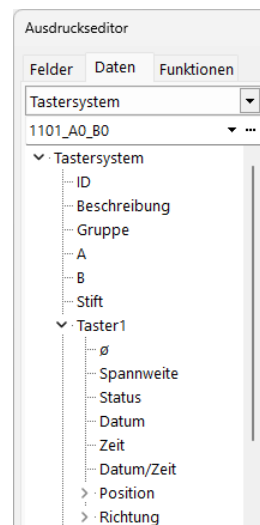 Ausdruckseditor
Felder Daten Funktionen
Tastersystem
1101_A0_B0 ...
Tastersystem
ID
Beschreibung
Gruppe
A
B
Stift
Taster1
ø
Spannweite
Status
Datum
Zeit
Datum/Zeit
Position
Richtung